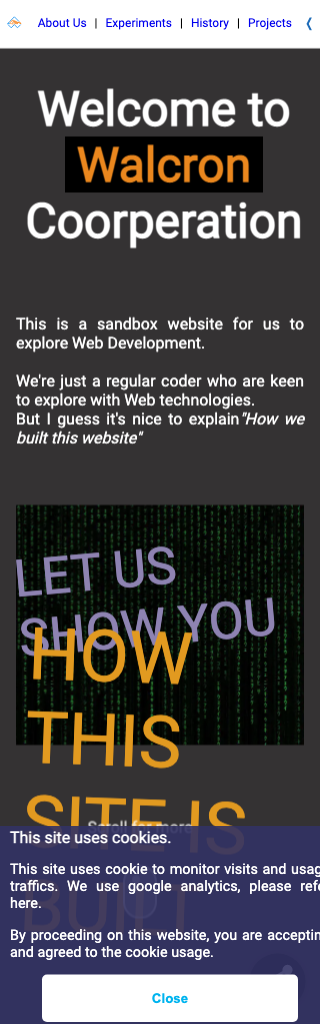 About Us | Experiments | History | Projects
Welcome to
Walcron
Coorperation
This is a sandbox website for us to
explore Web Development.
We're just a regular coder who are keen
to explore with Web technologies.
But I guess it's nice to explain "How we
built this website"
LET US
SHOW YOU
HOW
THIS
SITE IS
BUILT
Scroll for more
This site uses cookies.
This site uses cookie to monitor visits and usag
traffics. We use google analytics, please refe
here.
By proceeding on this website, you are acceptin
and agreed to the cookie usage.
Close